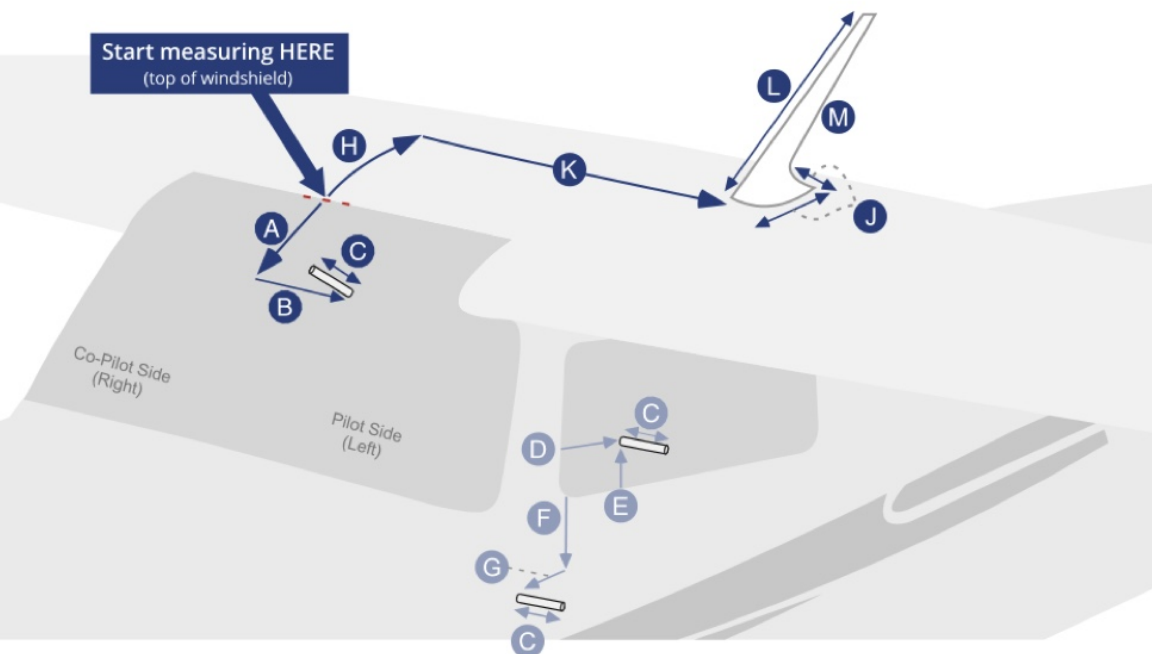 Start measuring HERE
(top of windshield)
L
M
H
K
J
A
C
B
Co-Pilot Side
(Right)
Pilot Side
(Left)
C
D
E
F
G
C